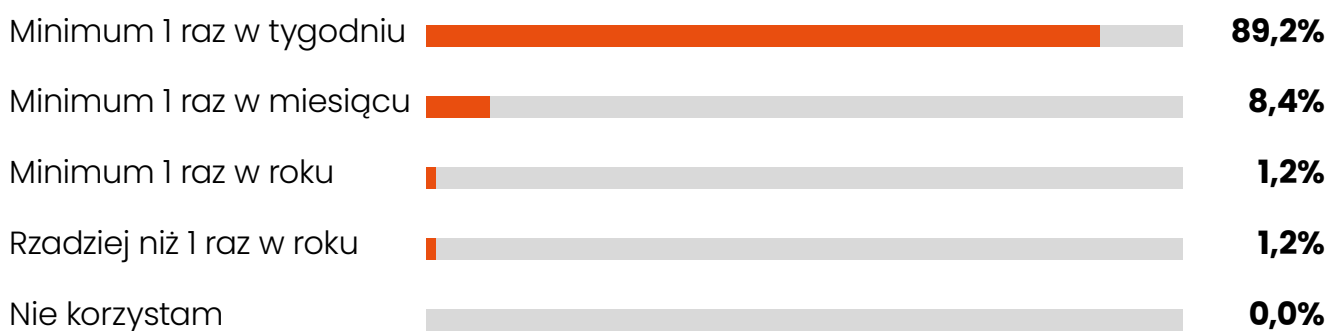 Minimum 1 raz w tygodniu 89,2%
Minimum 1 raz w miesiącu 8,4%
Minimum 1 raz w roku 1,2%
Rzadziej niż 1 raz w roku 1,2%
Nie korzystam 0,0%